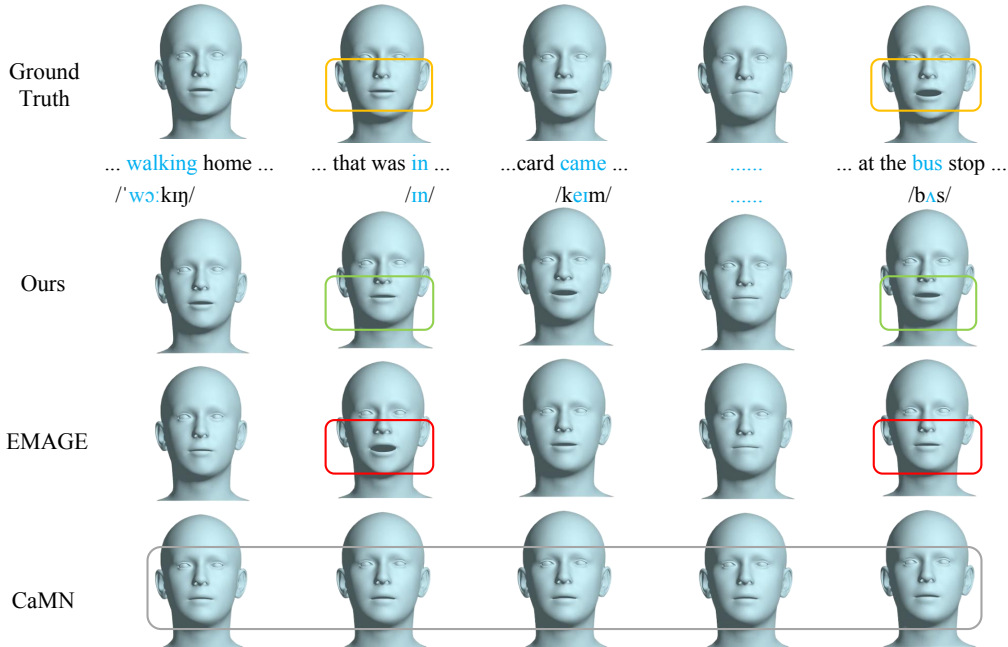 Ground
Truth
... walking home ... ... that was in ... ...card came ... ...... ... at the bus stop ...
/ˈwɔːkɪŋ/ /ɪn/ /keɪm/ ...... /bʌs/
Ours
EMAGE
CaMN